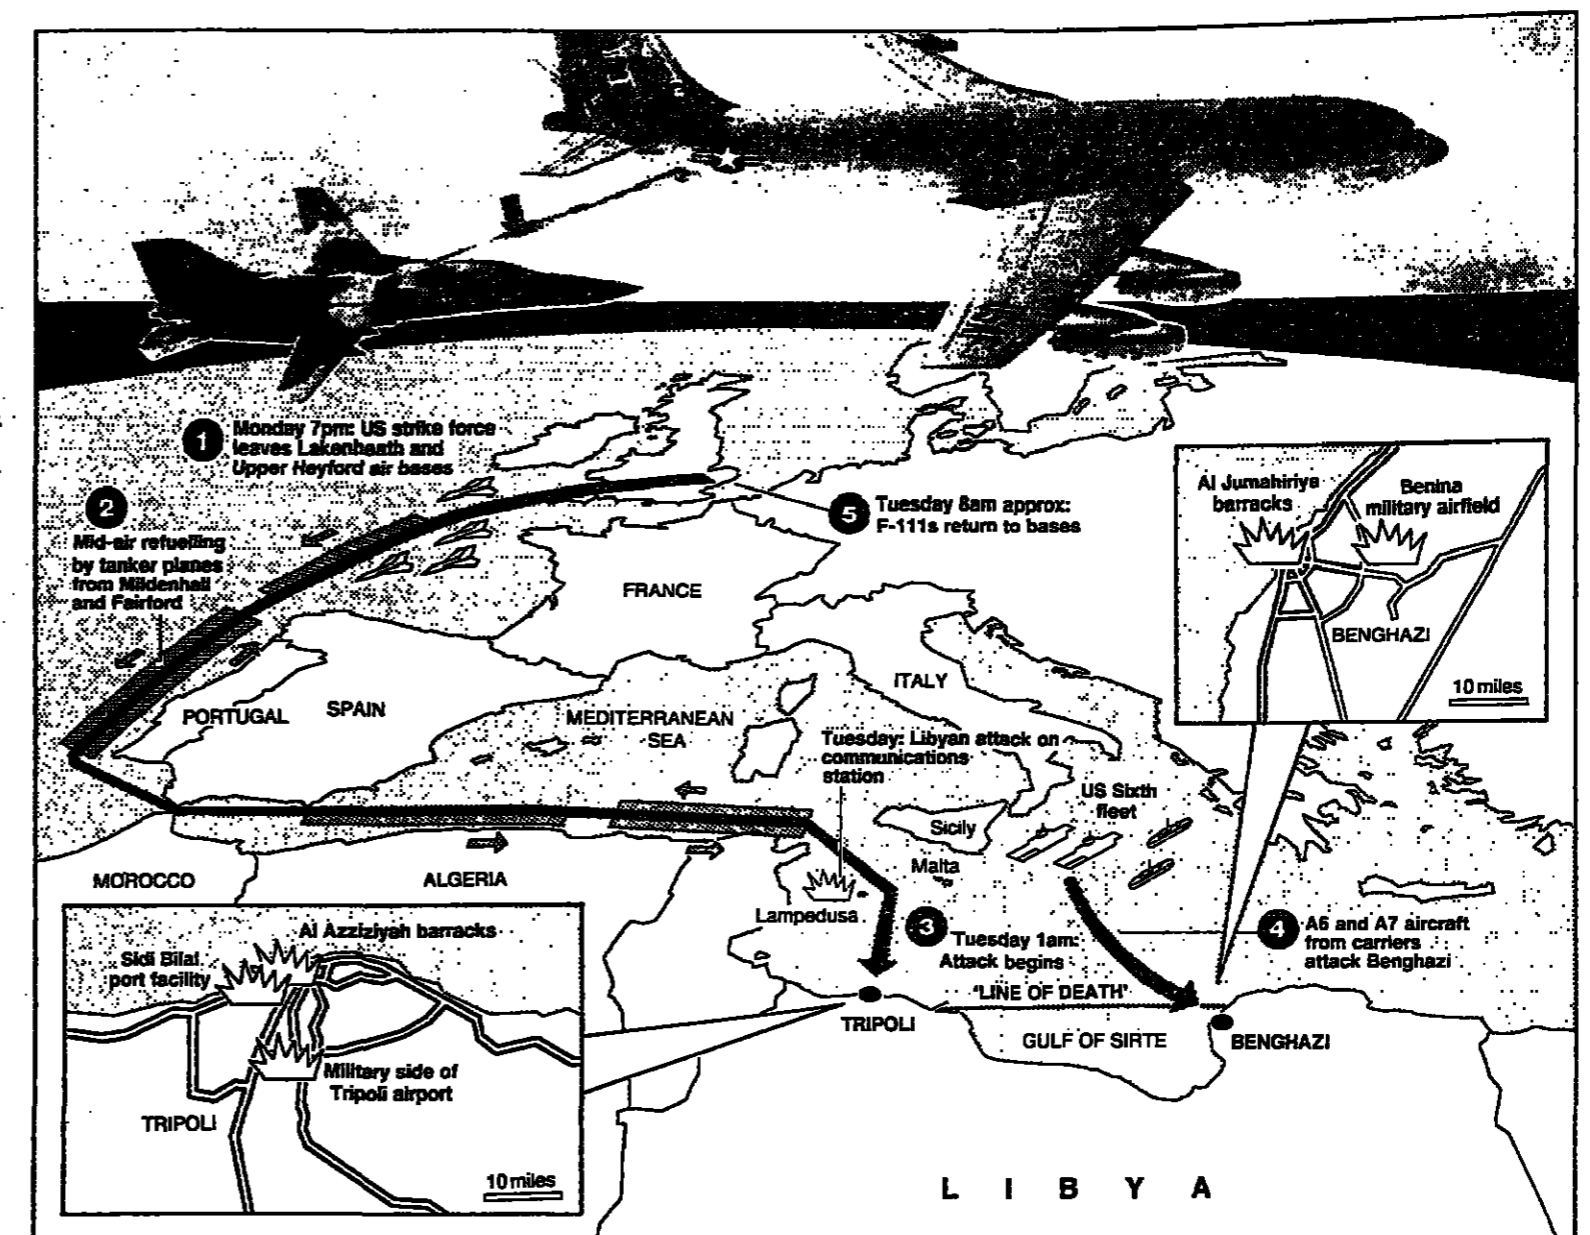 1
Monday 7pm: US strike force
leaves Lakenheath and
Upper Heyford air bases
2
Mid-air refuelling
by tanker planes
from Mildenhall
and Fairford
5
Tuesday 8am approx:
F-111s return to bases
FRANCE
PORTUGAL
SPAIN
MEDITERRANEAN
SEA
ITALY
Tuesday: Libyan attack on
communications
station
US Sixth
fleet
Sicily
Malta
MOROCCO
ALGERIA
Lampedusa
3
Tuesday 1am:
Attack begins
4
A6 and A7 aircraft
from carriers
attack Benghazi
'LINE OF DEATH'
TRIPOLI
GULF OF SIRTE
BENGHAZI
LIBYA
Al Jumahiriya
barracks
Benina
military airfield
BENGHAZI
10 miles
Al Azziziyah barracks
Sidi Bilal
port facility
Military side of
Tripoli airport
TRIPOLI
10 miles